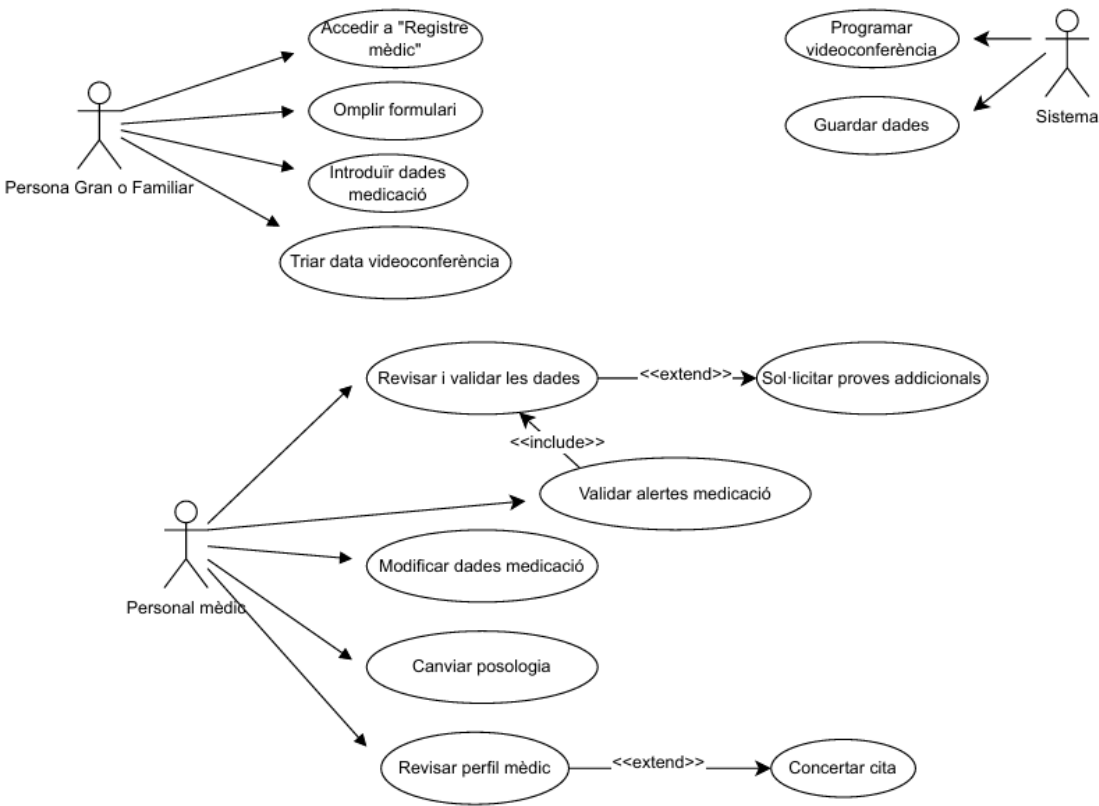 Accedir a "Registre
mèdic"
Programar
videoconferència
Omplir formulari
Guardar dades
Sistema
Introduïr dades
medicació
Persona Gran o Familiar
Triar data videoconferència
Revisar i validar les dades
<<extend>>
Sol·licitar proves addicionals
<<include>>
Validar alertes medicació
Modificar dades medicació
Personal mèdic
Canviar posologia
Revisar perfil mèdic
<<extend>>
Concertar cita